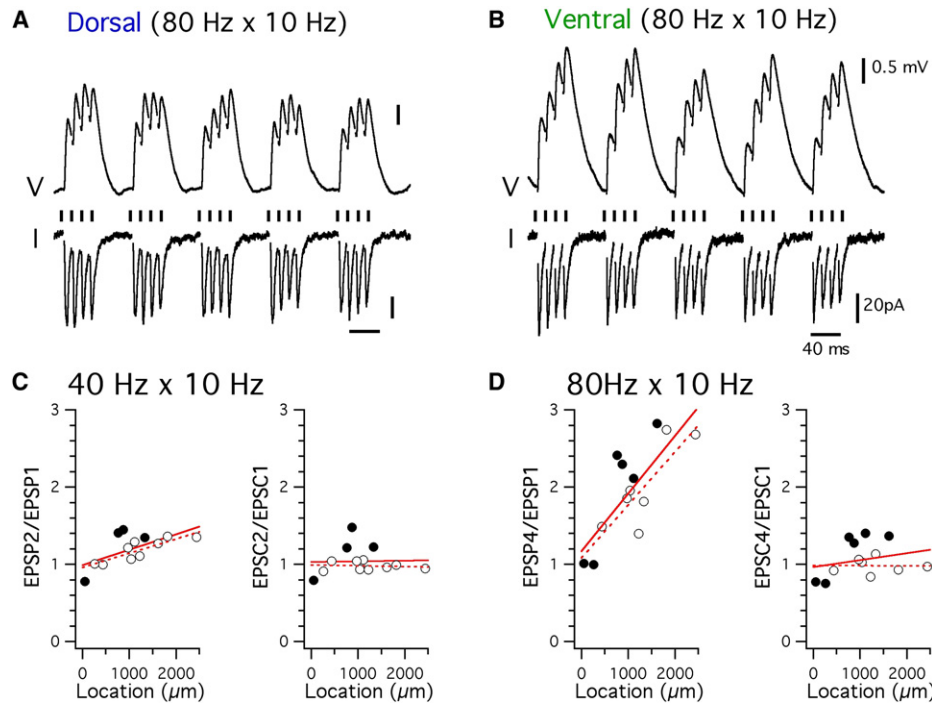 A Dorsal (80 Hz x 10 Hz)
B Ventral (80 Hz x 10 Hz)
0.5 mV
V
V
I
I
20pA
40 ms
C 40 Hz x 10 Hz
D 80Hz x 10 Hz
3
2
1
0
EPSP2/EPSP1
0 1000 2000
Location (µm)
3
2
1
0
EPSC2/EPSC1
0 1000 2000
Location (µm)
3
2
1
0
EPSP4/EPSP1
0 1000 2000
Location (µm)
3
2
1
0
EPSC4/EPSC1
0 1000 2000
Location (µm)